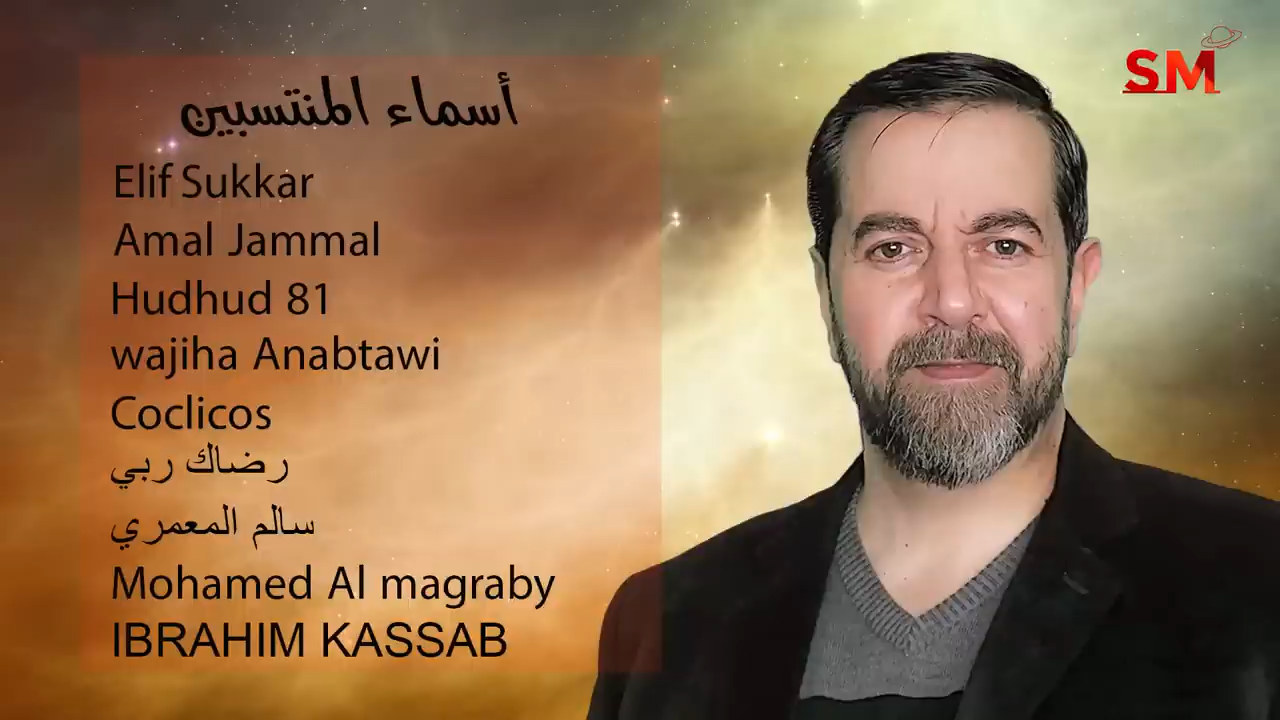 SM
أسماء المنتسبين
Elif Sukkar
Amal Jammal
Hudhud 81
wajiha Anabtawi
Coclicos
رضاك ربي
سالم المعمري
Mohamed Al magraby
IBRAHIM KASSAB